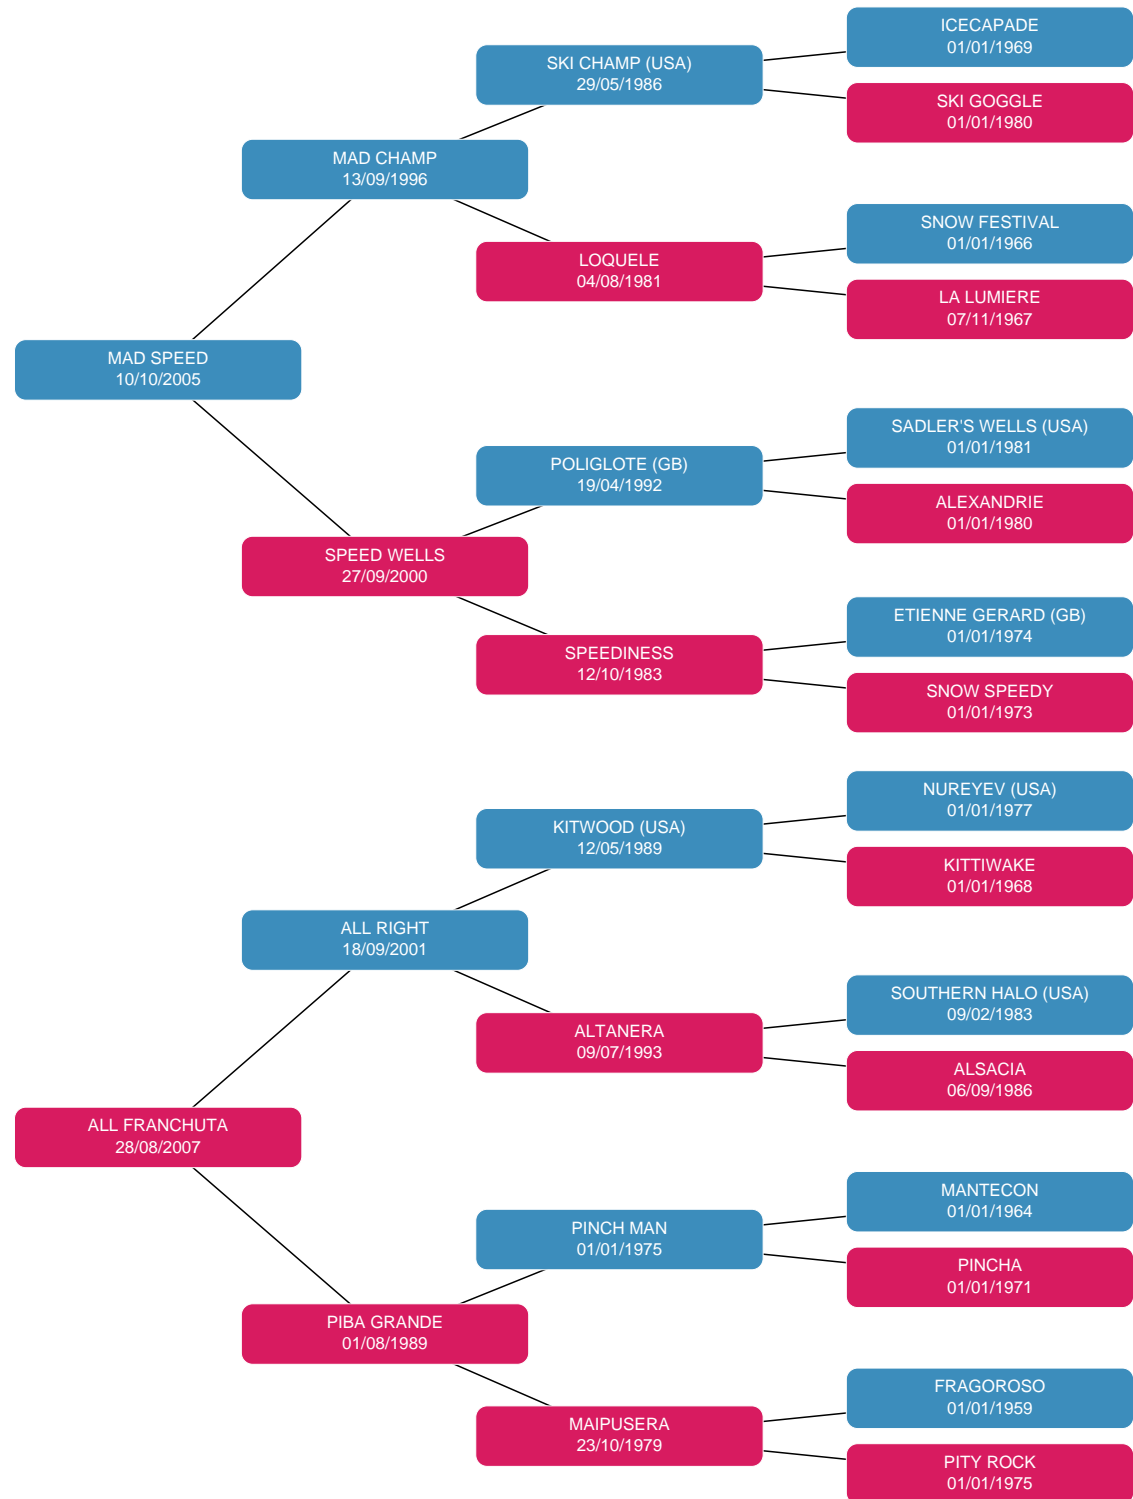 ICECAPADE
01/01/1969
SKI CHAMP (USA)
29/05/1986
SKI GOGGLE
01/01/1980
MAD CHAMP
13/09/1996
SNOW FESTIVAL
01/01/1966
LOQUELE
04/08/1981
LA LUMIERE
07/11/1967
MAD SPEED
10/10/2005
SADLER'S WELLS (USA)
01/01/1981
POLIGLOTE (GB)
19/04/1992
ALEXANDRIE
01/01/1980
SPEED WELLS
27/09/2000
ETIENNE GERARD (GB)
01/01/1974
SPEEDINESS
12/10/1983
SNOW SPEEDY
01/01/1973
NUREYEV (USA)
01/01/1977
KITWOOD (USA)
12/05/1989
KITTIWAKE
01/01/1968
ALL RIGHT
18/09/2001
SOUTHERN HALO (USA)
09/02/1983
ALTANERA
09/07/1993
ALSACIA
06/09/1986
ALL FRANCHUTA
28/08/2007
MANTECON
01/01/1964
PINCH MAN
01/01/1975
PINCHA
01/01/1971
PIBA GRANDE
01/08/1989
FRAGOROSO
01/01/1959
MAIPUSERA
23/10/1979
PITY ROCK
01/01/1975